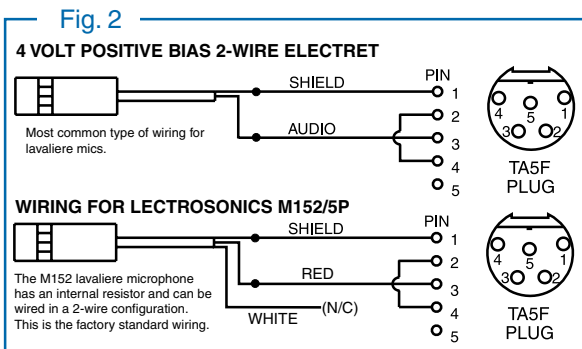 Fig. 2
4 VOLT POSITIVE BIAS 2-WIRE ELECTRET
SHIELD
PIN
1
2
AUDIO
3
4
5
Most common type of wiring for
lavaliere mics.
4
5
1
3
2
TA5F
PLUG
WIRING FOR LECTROSONICS M152/5P
SHIELD
PIN
1
2
RED
3
WHITE
(N/C)
4
5
The M152 lavaliere microphone
has an internal resistor and can be
wired in a 2-wire configuration.
This is the factory standard wiring.
4
5
1
3
2
TA5F
PLUG